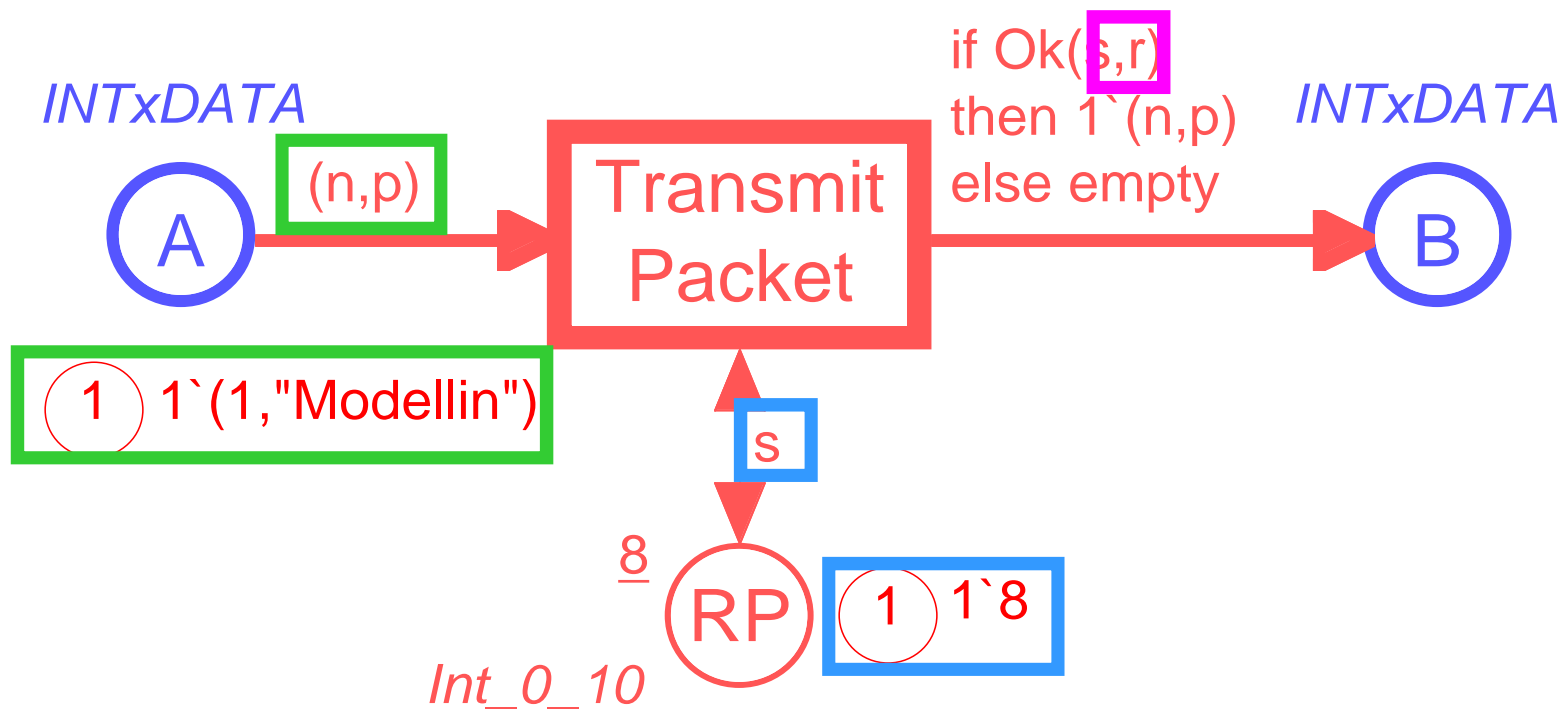 if Ok(s,r)
INTxDATA
then 1`(n,p)
INTxDATA
(n,p)
Transmit
else empty
A
Packet
B
1 1`(1,"Modellin")
s
8
RP
1 1`8
Int_0_10